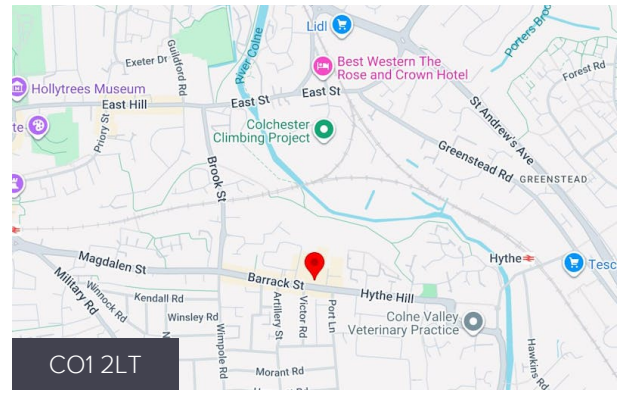 Lidl
Best Western The
Rose and Crown Hotel
Porters Broo
Forest Rd
Exeter Dr
Guildford Rd
River Colne
Hollytrees Museum
East Hill
East St
East St
St Andrew's Ave
te
Priory St
Colchester
Climbing Project
Greenstead Rd
GREENSTEAD
Brook St
Magdalen St
Hythe
Tesc
Barrack St
Hythe Hill
Military Rd
Winnock Rd
Kendall Rd
Winsley Rd
Wimpole Rd
Artillery St
Victor Rd
Port Ln
Colne Valley
Veterinary Practice
Hawkins Rd
Morant Rd
CO1 2LT